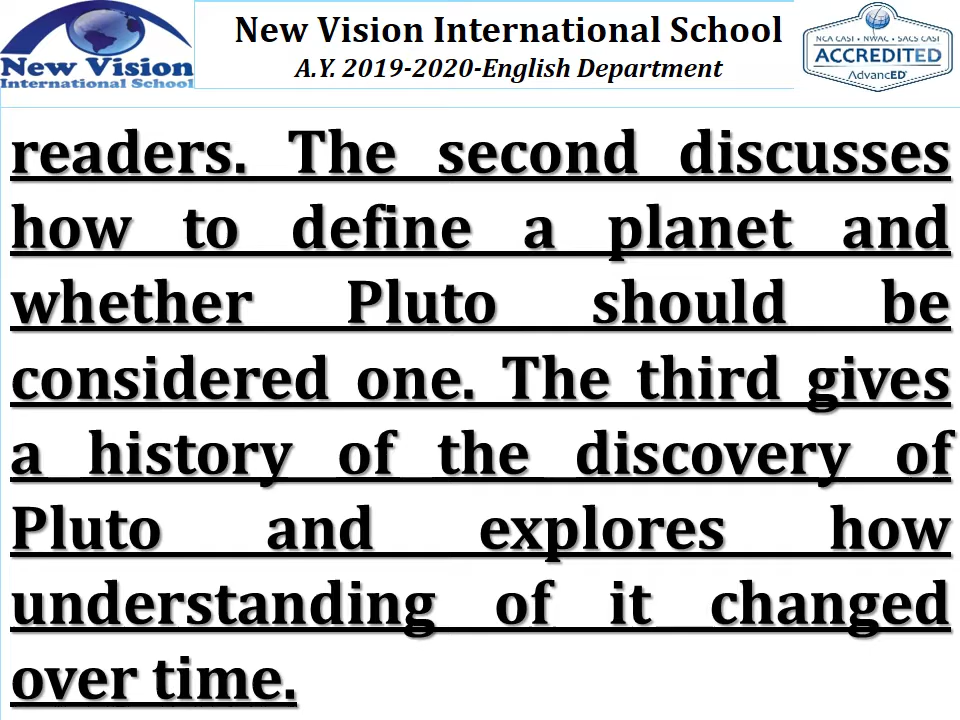 New Vision
International School
New Vision International School
A.Y. 2019-2020-English Department
NCA CASI • NWAC • SACS CASI
ACCREDITED
AdvancED®
readers. The second discusses
how to define a planet and
whether Pluto should be
considered one. The third gives
a history of the discovery of
Pluto and explores how
understanding of it changed
over time.